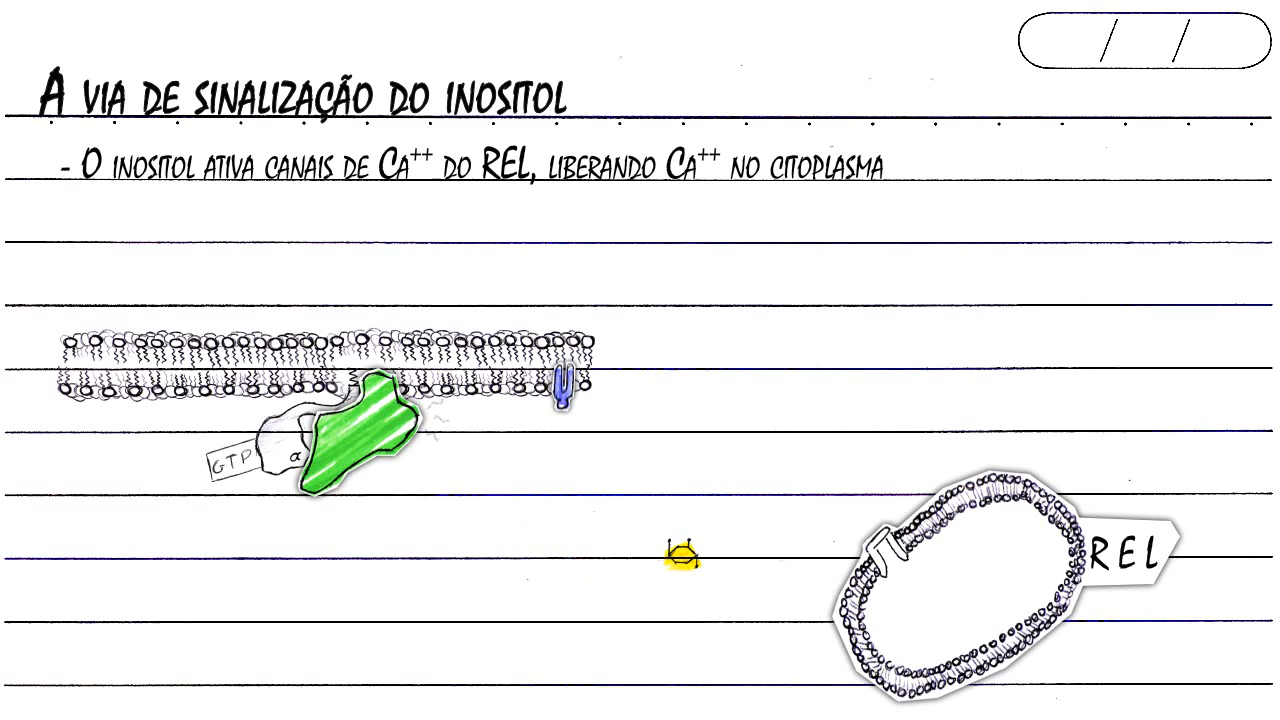 A VIA DE SINALIZAÇÃO DO INOSITOL
- O INOSITOL ATIVA CANAIS DE CA++ DO REL, LIBERANDO CA++ NO CITOPLASMA
GTP
α
REL